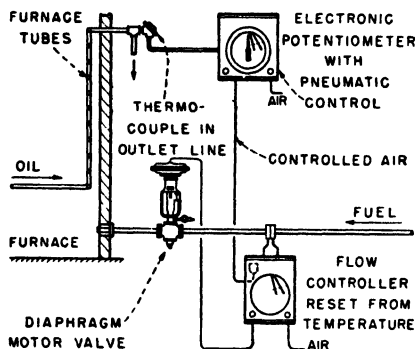 FURNACE
TUBES
ELECTRONIC
POTENTIOMETER
WITH
PNEUMATIC
CONTROL
AIR
THERMO-
COUPLE IN
OUTLET LINE
CONTROLLED AIR
OIL
FUEL
FURNACE
FLOW
CONTROLLER
RESET FROM
TEMPERATURE
DIAPHRAGM
MOTOR VALVE
AIR